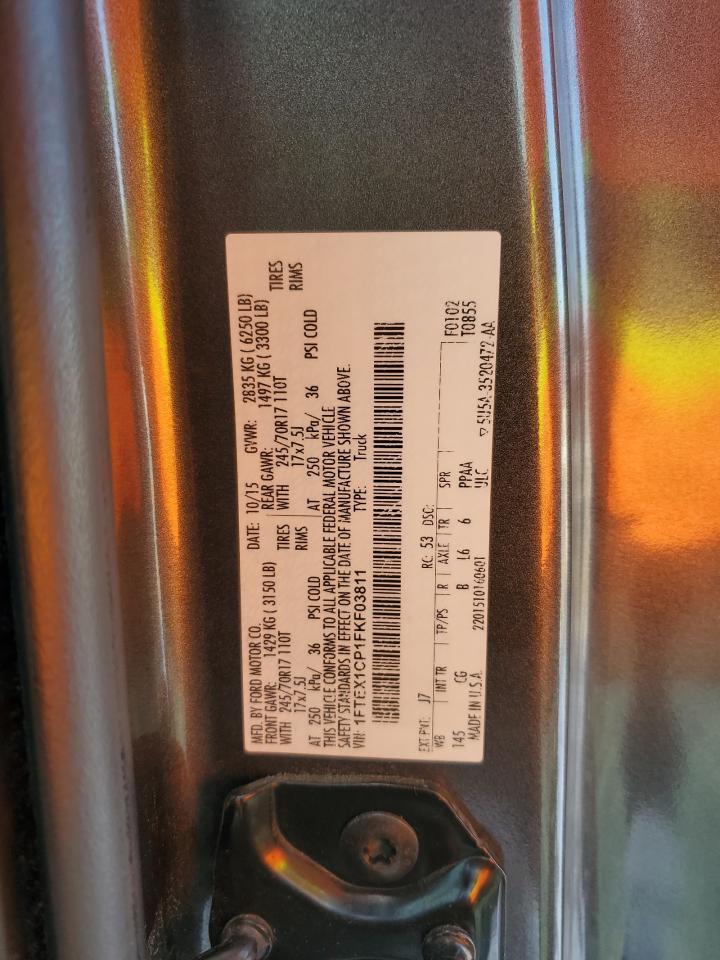 MFD. BY FORD MOTOR CO.
DATE: 10/15 GVWR: 2835 KG ( 6250 LB)
FRONT GAWR: 1429 KG ( 3150 LB)
REAR GAWR: 1497 KG ( 3300 LB)
WITH 245/70R17 110T TIRES
WITH 245/70R17 110T TIRES
17x7.5J RIMS
17x7.5J RIMS
AT 250 kPa/ 36 PSI COLD
AT 250 kPa/ 36 PSI COLD
THIS VEHICLE CONFORMS TO ALL APPLICABLE FEDERAL MOTOR VEHICLE
SAFETY STANDARDS IN EFFECT ON THE DATE OF MANUFACTURE SHOWN ABOVE.
VIN: 1FTEX1CP1FKF03811 TYPE: Truck
EXT PNT: J7 RC: 53 DSO: F0102
WB INT TR TP/PS R AXLE TR SPR T0855
145 CG B L6 6 PPAA
MADE IN U.S.A. 2201510160601 ULC ▽5U5A-3520472-AA